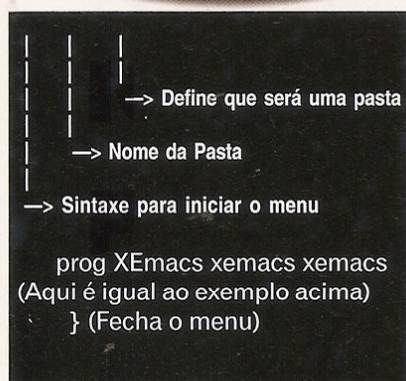 | | |
| | |
| | |
| | —> Define que será uma pasta
| |
| —> Nome da Pasta
|
—> Sintaxe para iniciar o menu
prog XEmacs xemacs xemacs
(Aqui é igual ao exemplo acima)
} (Fecha o menu)